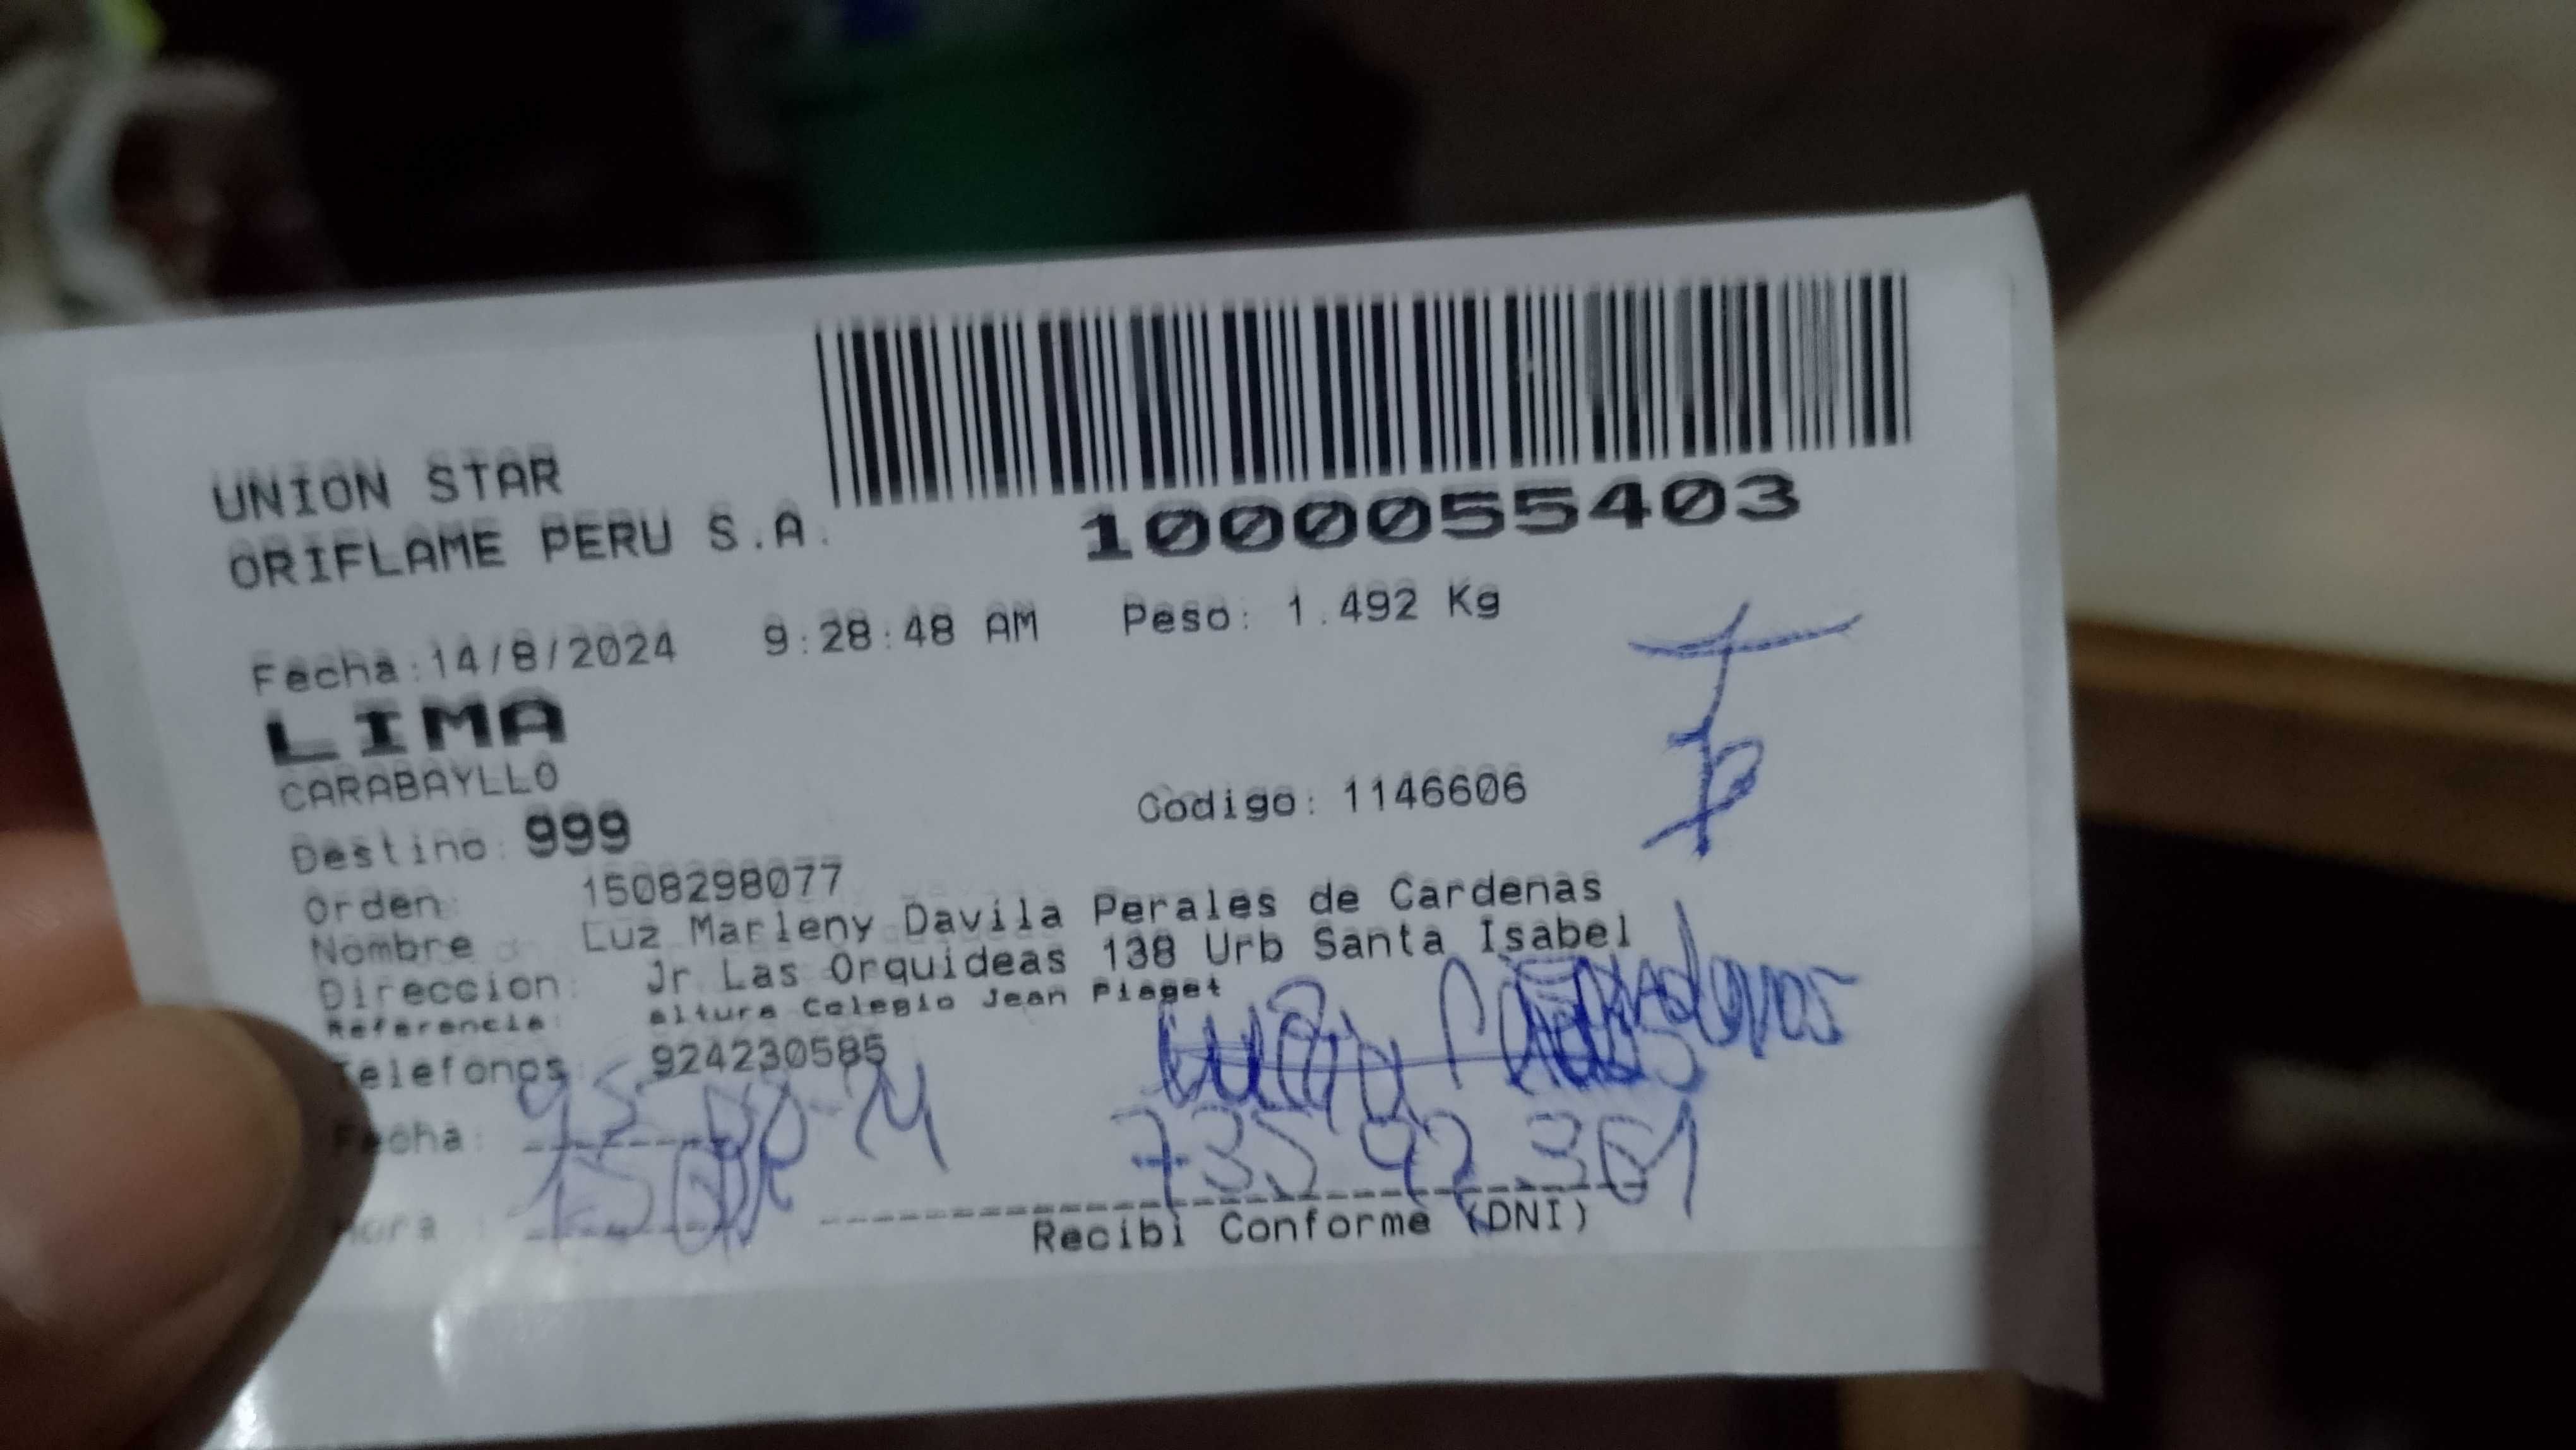 UNION STAR
ORIFLAME PERU S.A.
1000055403
Fecha:14/8/2024 9:28:48 AM Peso: 1.492 Kg
LIMA
CARABAYLLO
Codigo: 1146606
Destino: 999
Orden: 1508298077
Nombre Luz Marleny Davila Perales de Cardenas
Direccion: Jr Las Orquideas 138 Urb Santa Isabel
Referencia: altura Colegio Jean Piaget
Telefonos 924230585
Fecha:
Hora :
Recibi Conforme (DNI)